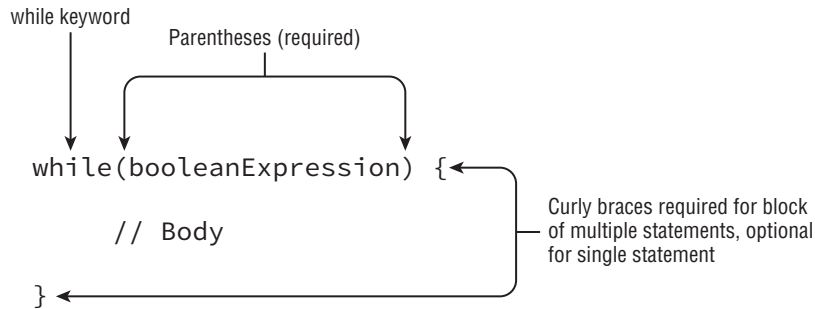 while keyword
Parentheses (required)
while(booleanExpression) {
Curly braces required for block
of multiple statements, optional
for single statement
// Body
}